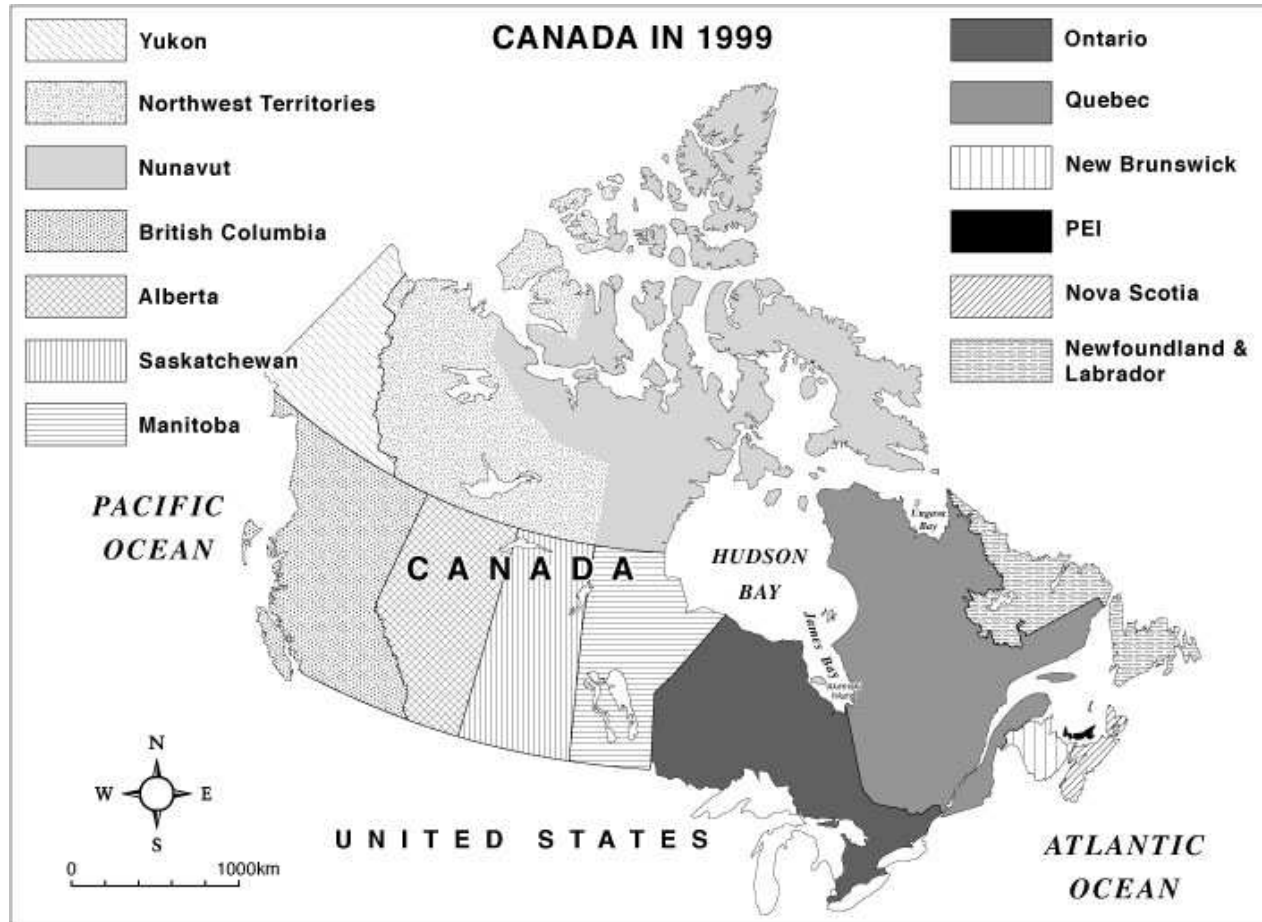 CANADA IN 1999
Yukon
Northwest Territories
Nunavut
British Columbia
Alberta
Saskatchewan
Manitoba
Ontario
Quebec
New Brunswick
PEI
Nova Scotia
Newfoundland &
Labrador
PACIFIC
OCEAN
CANADA
HUDSON
BAY
James Bay
Ungava
Bay
UNITED STATES
ATLANTIC
OCEAN
N
W
E
S
0
1000km